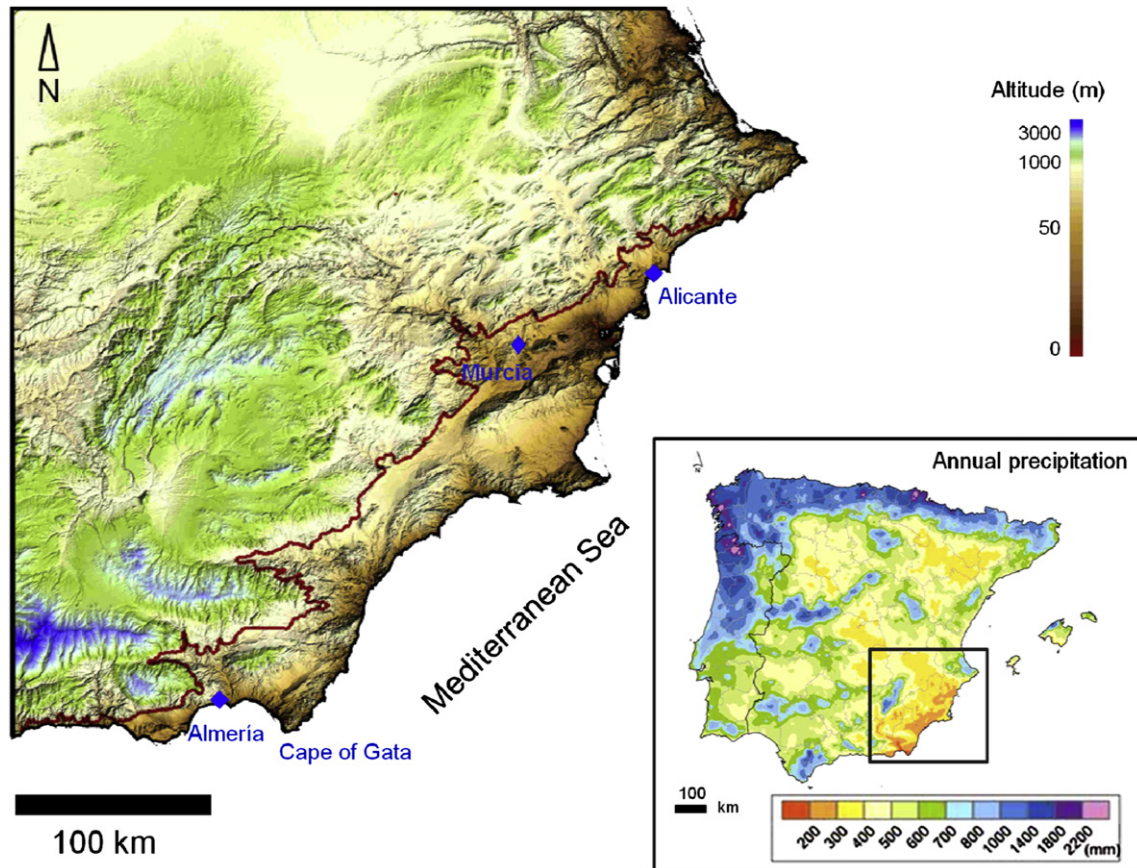 N
Altitude (m)
3000
1000
50
0
Alicante
Murcia
Mediterranean Sea
Almería
Cape of Gata
100 km
Annual precipitation
N
100
km
200 300 400 500 600 700 800 1000 1400 1800 2200 (mm)